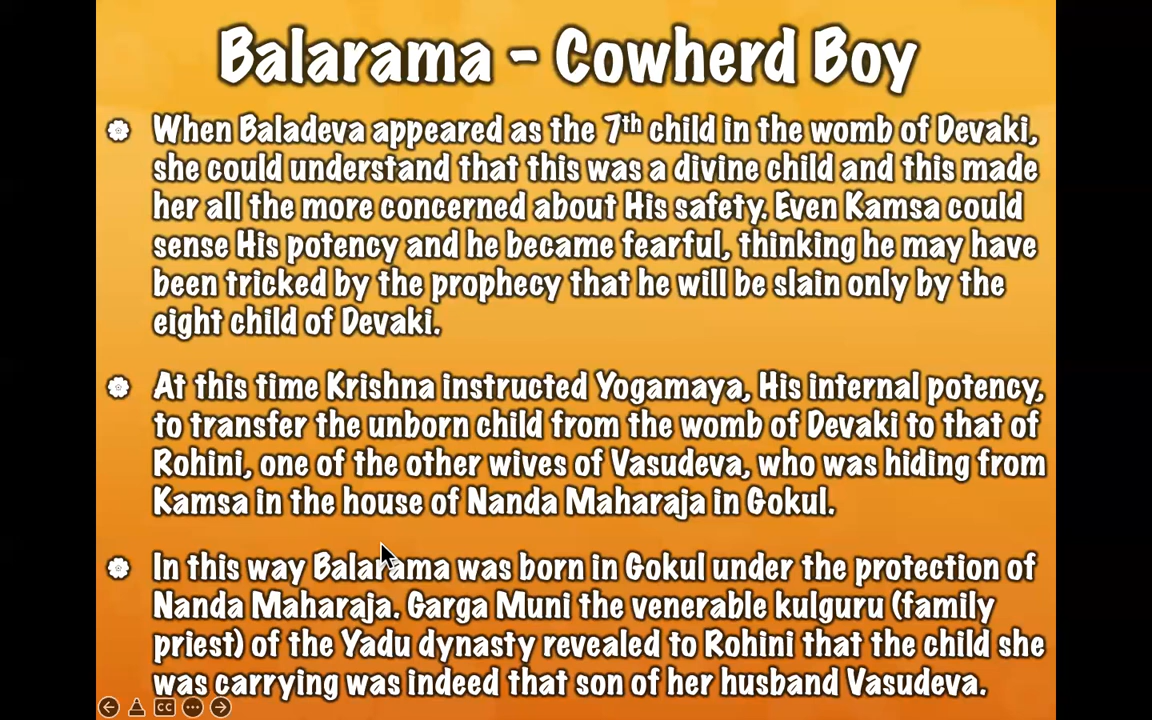 Balarama - Cowherd Boy
When Baladeva appeared as the 7th child in the womb of Devaki,
she could understand that this was a divine child and this made
her all the more concerned about His safety. Even Kamsa could
sense His potency and he became fearful, thinking he may have
been tricked by the prophecy that he will be slain only by the
eight child of Devaki.
At this time Krishna instructed Yogamaya, His internal potency,
to transfer the unborn child from the womb of Devaki to that of
Rohini, one of the other wives of Vasudeva, who was hiding from
Kamsa in the house of Nanda Maharaja in Gokul.
In this way Balarama was born in Gokul under the protection of
Nanda Maharaja. Garga Muni the venerable kulguru (family
priest) of the Yadu dynasty revealed to Rohini that the child she
was carrying was indeed that son of her husband Vasudeva.
CC